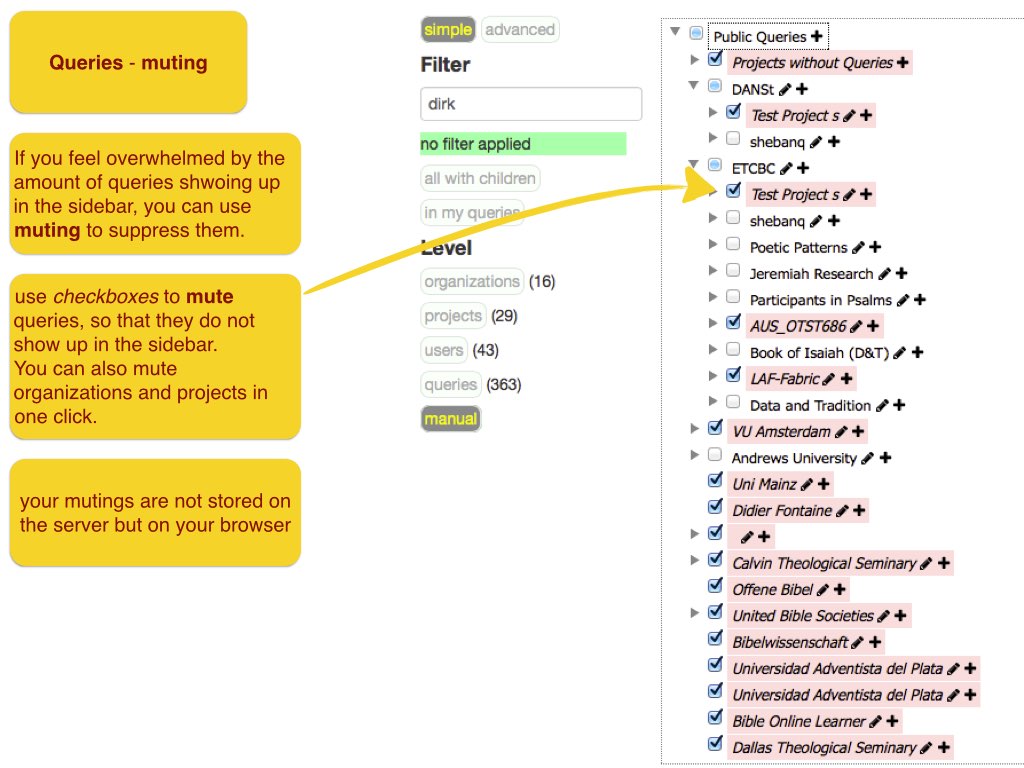 Queries - muting
If you feel overwhelmed by the
amount of queries shwoing up
in the sidebar, you can use
muting to suppress them.
use checkboxes to mute
queries, so that they do not
show up in the sidebar.
You can also mute
organizations and projects in
one click.
your mutings are not stored on
the server but on your browser
simple advanced
Filter
dirk
no filter applied
all with children
in my queries
Level
organizations (16)
projects (29)
users (43)
queries (363)
manual
Public Queries
Projects without Queries
DANSt
Test Project s
shebanq
ETCBC
Test Project s
shebanq
Poetic Patterns
Jeremiah Research
Participants in Psalms
AUS_OTST686
Book of Isaiah (D&T)
LAF-Fabric
Data and Tradition
VU Amsterdam
Andrews University
Uni Mainz
Didier Fontaine
Calvin Theological Seminary
Offene Bibel
United Bible Societies
Bibelwissenschaft
Universidad Adventista del Plata
Universidad Adventista del Plata
Bible Online Learner
Dallas Theological Seminary